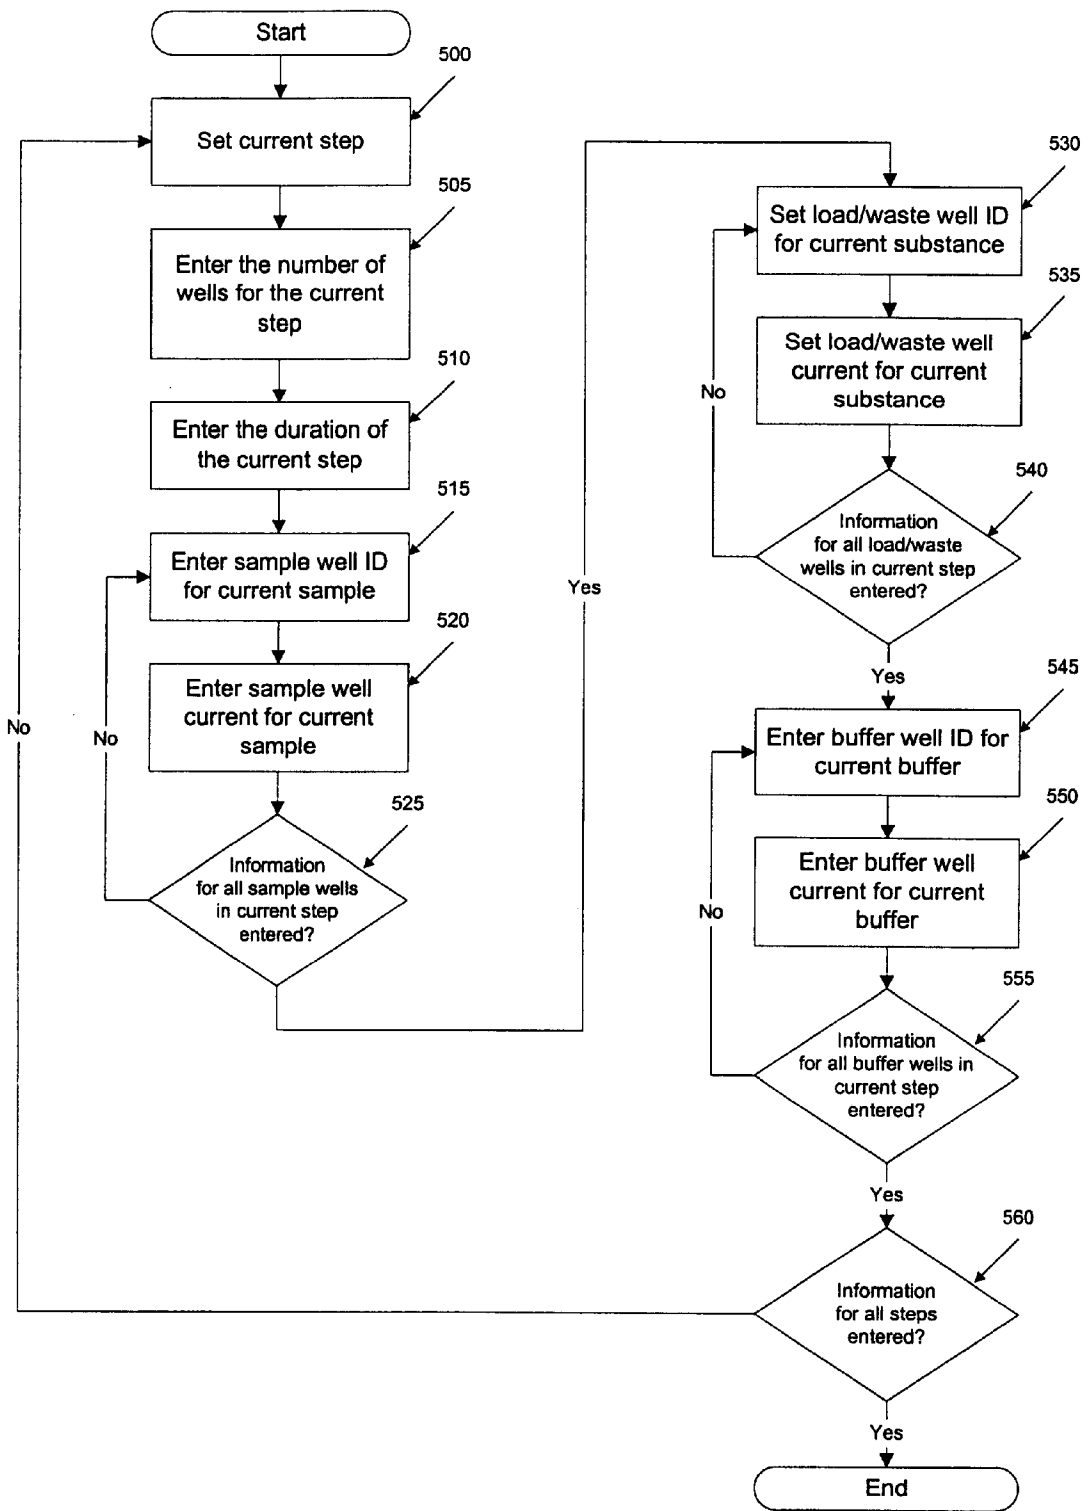 Start
500
Set current step
505
Enter the number of
wells for the current
step
510
Enter the duration of
the current step
515
Enter sample well ID
for current sample
520
Enter sample well
current for current
sample
No
No
525
Information
for all sample wells
in current step
entered?
Yes
530
Set load/waste well ID
for current substance
535
Set load/waste well
current for current
substance
No
540
Information
for all load/waste
wells in current step
entered?
Yes
545
Enter buffer well ID for
current buffer
550
Enter buffer well
current for current
buffer
No
555
Information
for all buffer wells in
current step
entered?
Yes
560
Information
for all steps
entered?
Yes
End